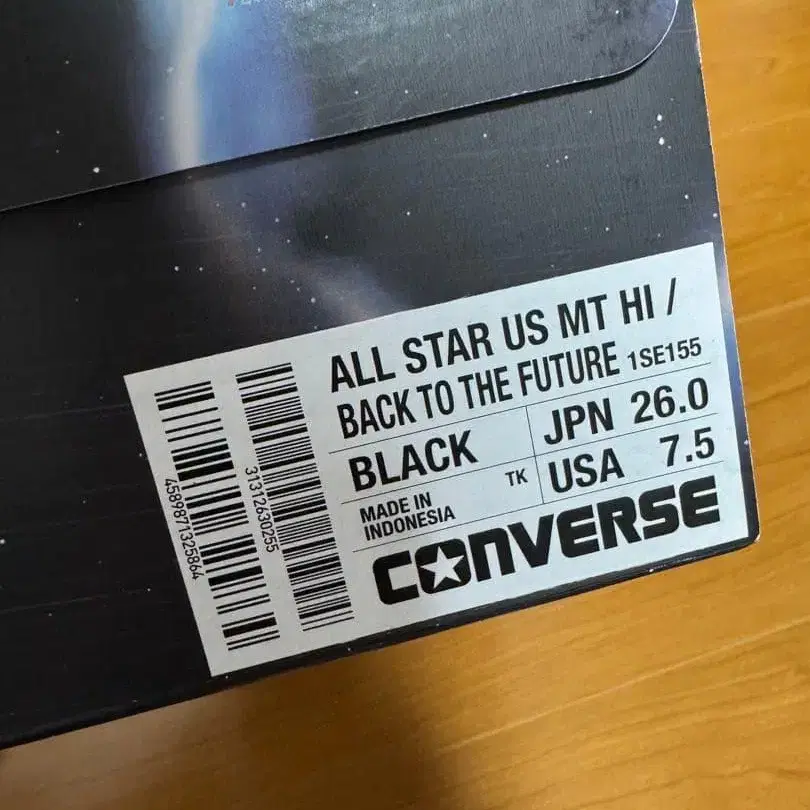 ALL STAR US MT HI /
BACK TO THE FUTURE 1SE155
BLACK
JPN 26.0
TK
USA 7.5
MADE IN
INDONESIA
CONVERSE
4589871325864
31312630255